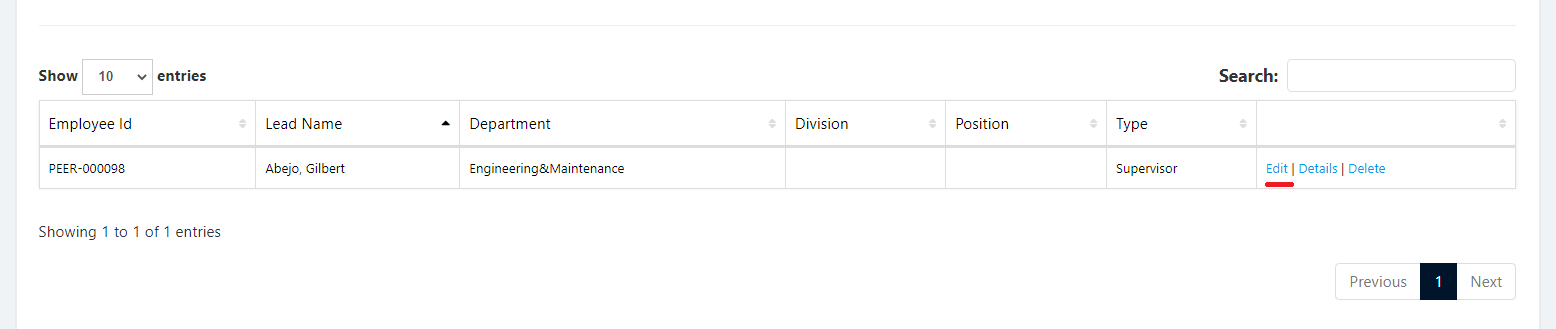 Show 10 entries Search:
Employee Id Lead Name Department Division Position Type
PEER-000098 Abejo, Gilbert Engineering&Maintenance Supervisor Edit | Details | Delete
Showing 1 to 1 of 1 entries
Previous 1 Next